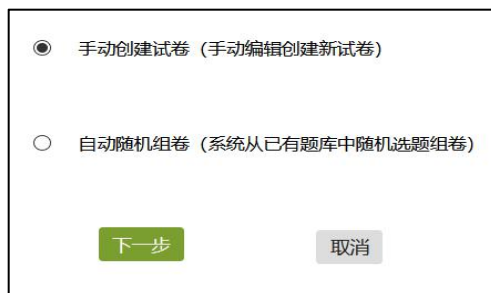 手动创建试卷（手动编辑创建新试卷）
自动随机组卷（系统从已有题库中随机选题组卷）
下一步 取消